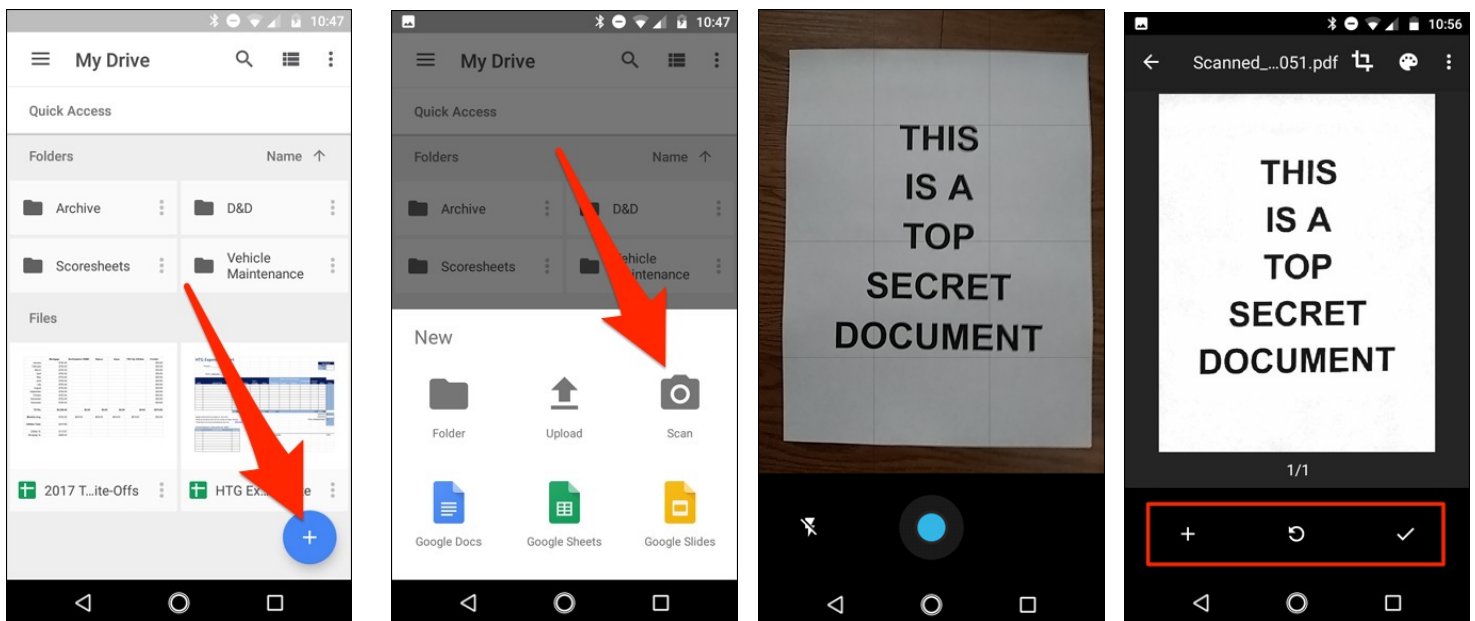 10:47
My Drive
Quick Access
Folders
Name
Archive
D&D
Scoresheets
Vehicle
Maintenance
Files
2017 T...ite-Offs
HTG Ex...
+
10:47
My Drive
Quick Access
Folders
Name
Archive
D&D
Scoresheets
New
Folder
Upload
Scan
Google Docs
Google Sheets
Google Slides
THIS
IS A
TOP
SECRET
DOCUMENT
10:56
Scanned_...051.pdf
THIS
IS A
TOP
SECRET
DOCUMENT
1/1
+